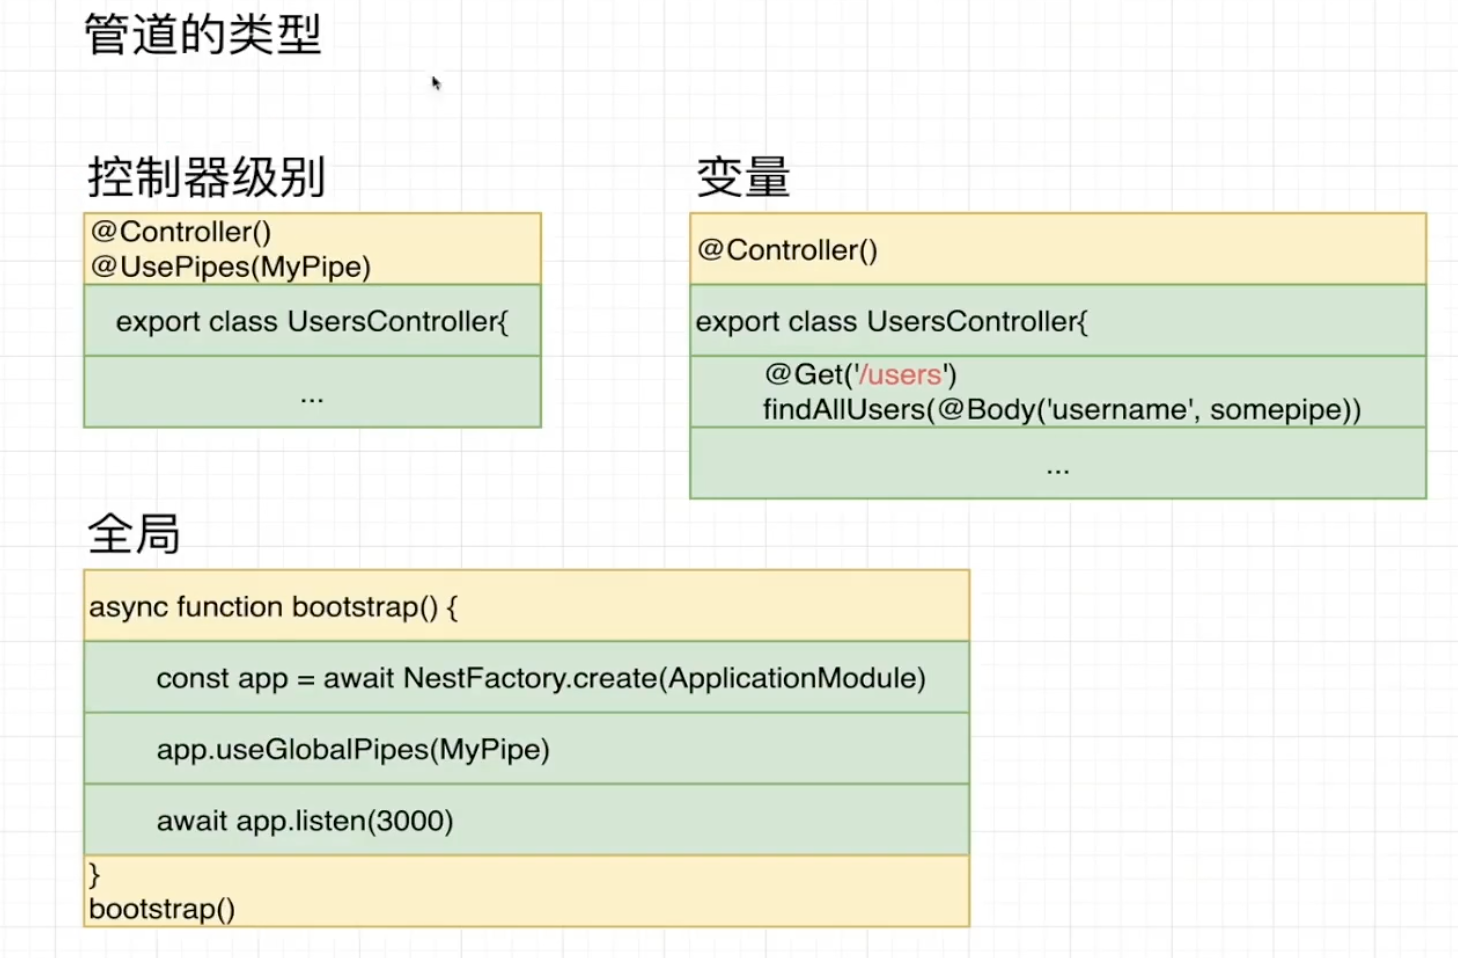 管道的类型
控制器级别
@Controller()
@UsePipes(MyPipe)
export class UsersController{
...
变量
@Controller()
export class UsersController{
@Get('/users')
findAllUsers(@Body('username', somepipe))
...
全局
async function bootstrap() {
const app = await NestFactory.create(ApplicationModule)
app.useGlobalPipes(MyPipe)
await app.listen(3000)
}
bootstrap()